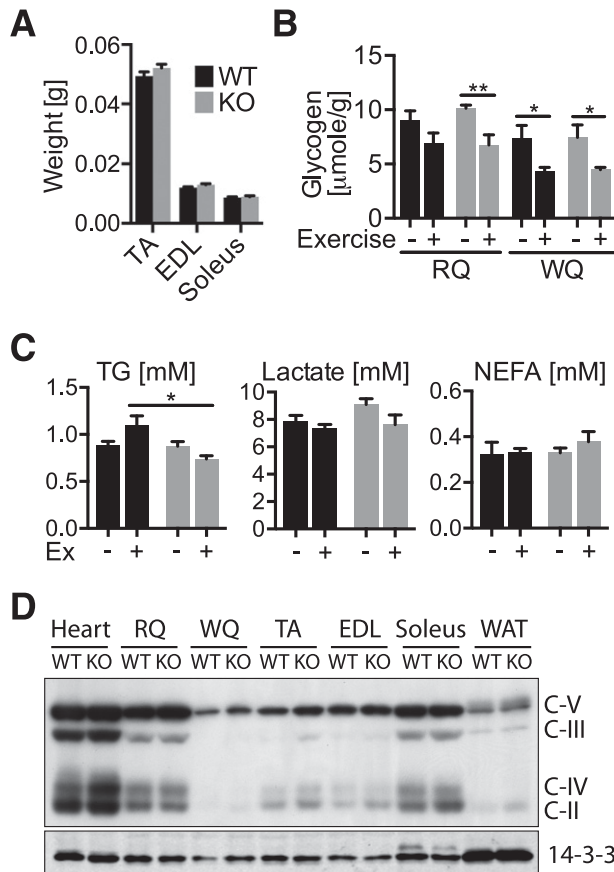 A
Weight [g]
0.06
0.04
0.02
0.00
WT
KO
TA
EDL
Soleus
B
Glycogen
[µmole/g]
15
10
5
0
**
*
*
Exercise - + - + - + - +
RQ WQ
C
TG [mM]
1.5
1.0
0.5
0.0
*
Ex - + - +
Lactate [mM]
10
8
6
4
2
0
- + - +
NEFA [mM]
0.6
0.4
0.2
0.0
- + - +
D
Heart RQ WQ TA EDL Soleus WAT
WT KO WT KO WT KO WT KO WT KO WT KO WT KO
C-V
C-III
C-IV
C-II
14-3-3